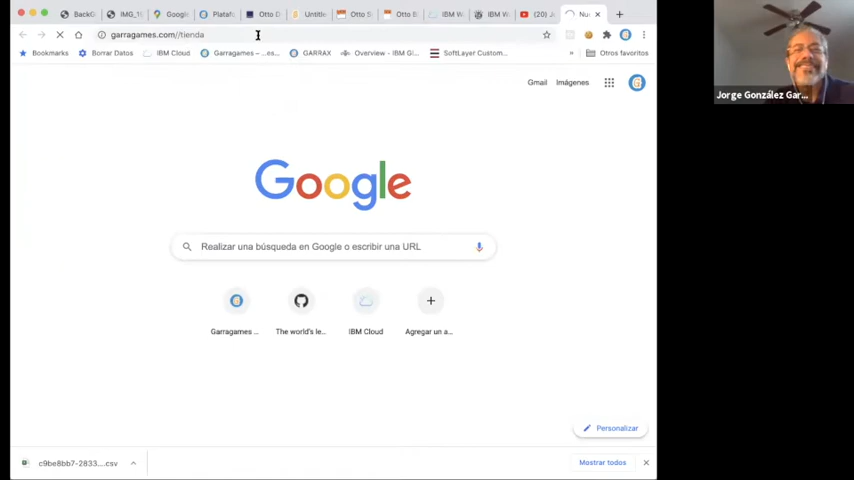 BackG
IMG_1
Google
Plataf
Otto D
Untitle
Otto S
Otto B
IBM W
IBM W
(20) J
Nu
garragames.com//tienda
Bookmarks
Borrar Datos
IBM Cloud
Garragames – ...es...
GARRAX
Overview - IBM Gl...
SoftLayer Custom...
»
Otros favoritos
Gmail
Imágenes
Jorge González Gar...
Google
Realizar una búsqueda en Google o escribir una URL
Garragames ...
The world's le...
IBM Cloud
Agregar un a...
Personalizar
c9be8bb7-2833....csv
Mostrar todos